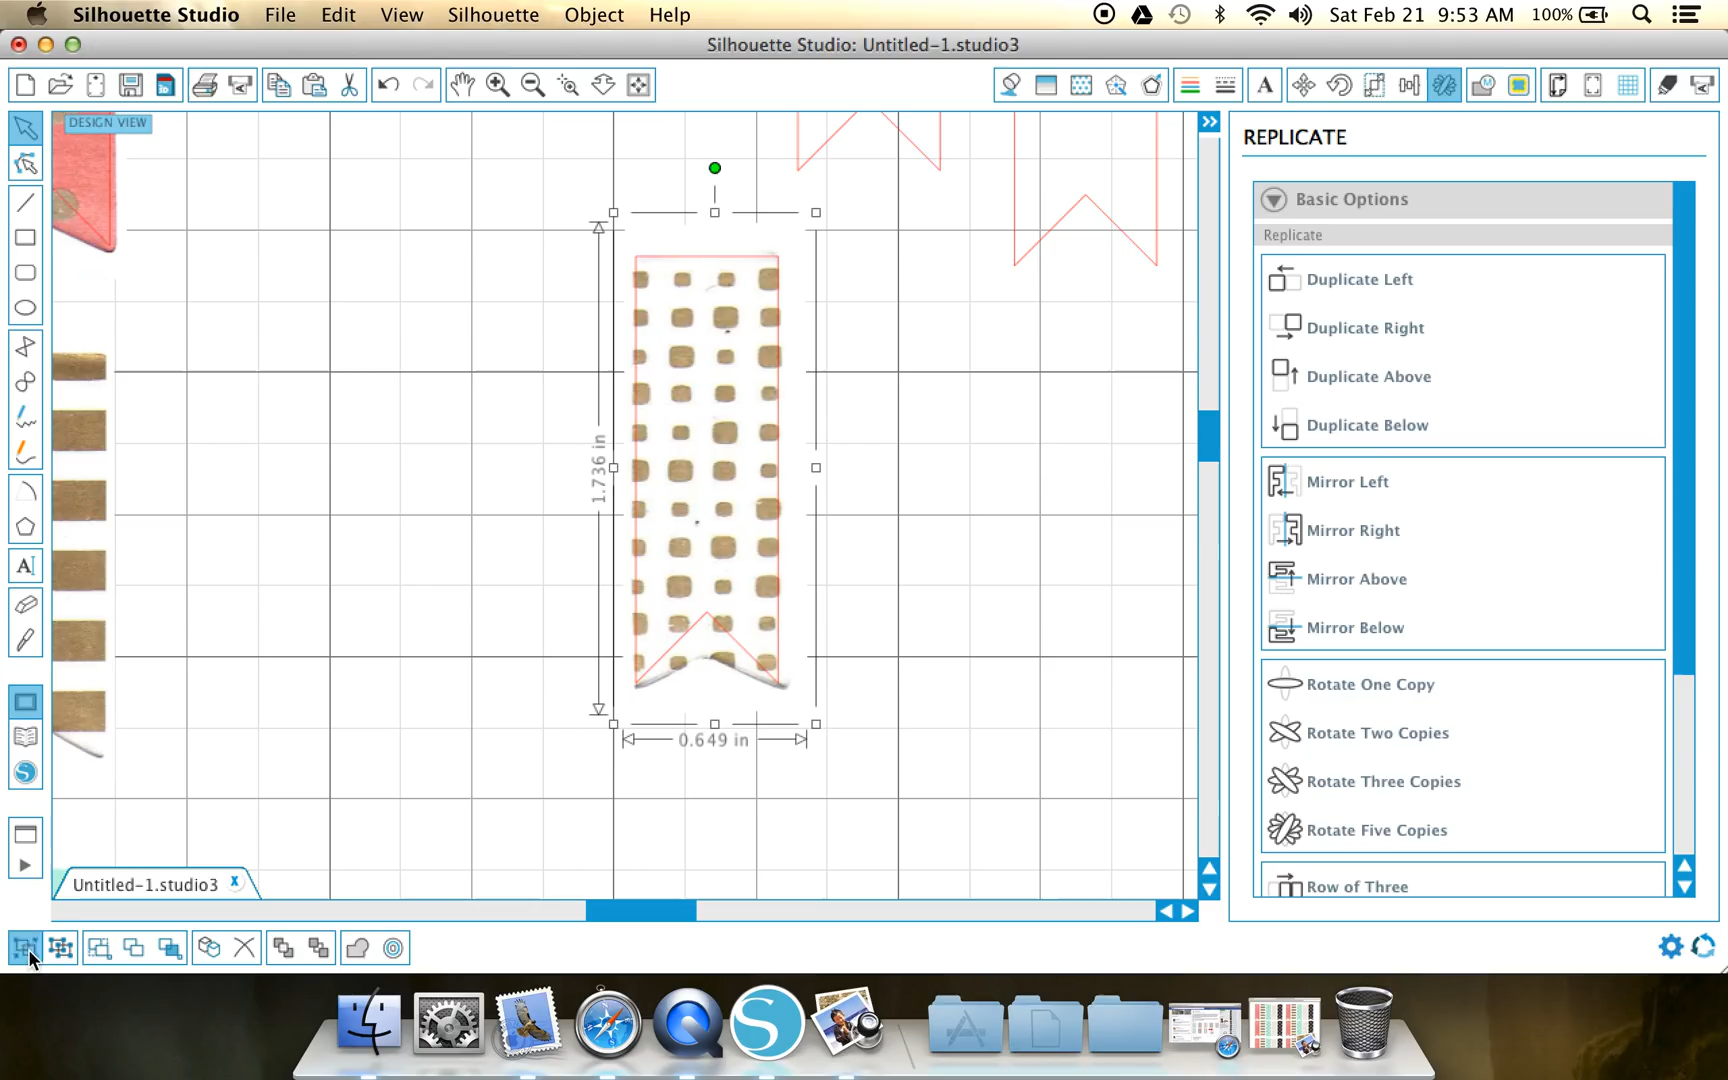 Silhouette Studio File Edit View Silhouette Object Help
Sat Feb 21 9:53 AM 100%
Silhouette Studio: Untitled-1.studio3
DESIGN VIEW
1.736 in
0.649 in
Untitled-1.studio3 x
REPLICATE
Basic Options
Replicate
Duplicate Left
Duplicate Right
Duplicate Above
Duplicate Below
Mirror Left
Mirror Right
Mirror Above
Mirror Below
Rotate One Copy
Rotate Two Copies
Rotate Three Copies
Rotate Five Copies
Row of Three